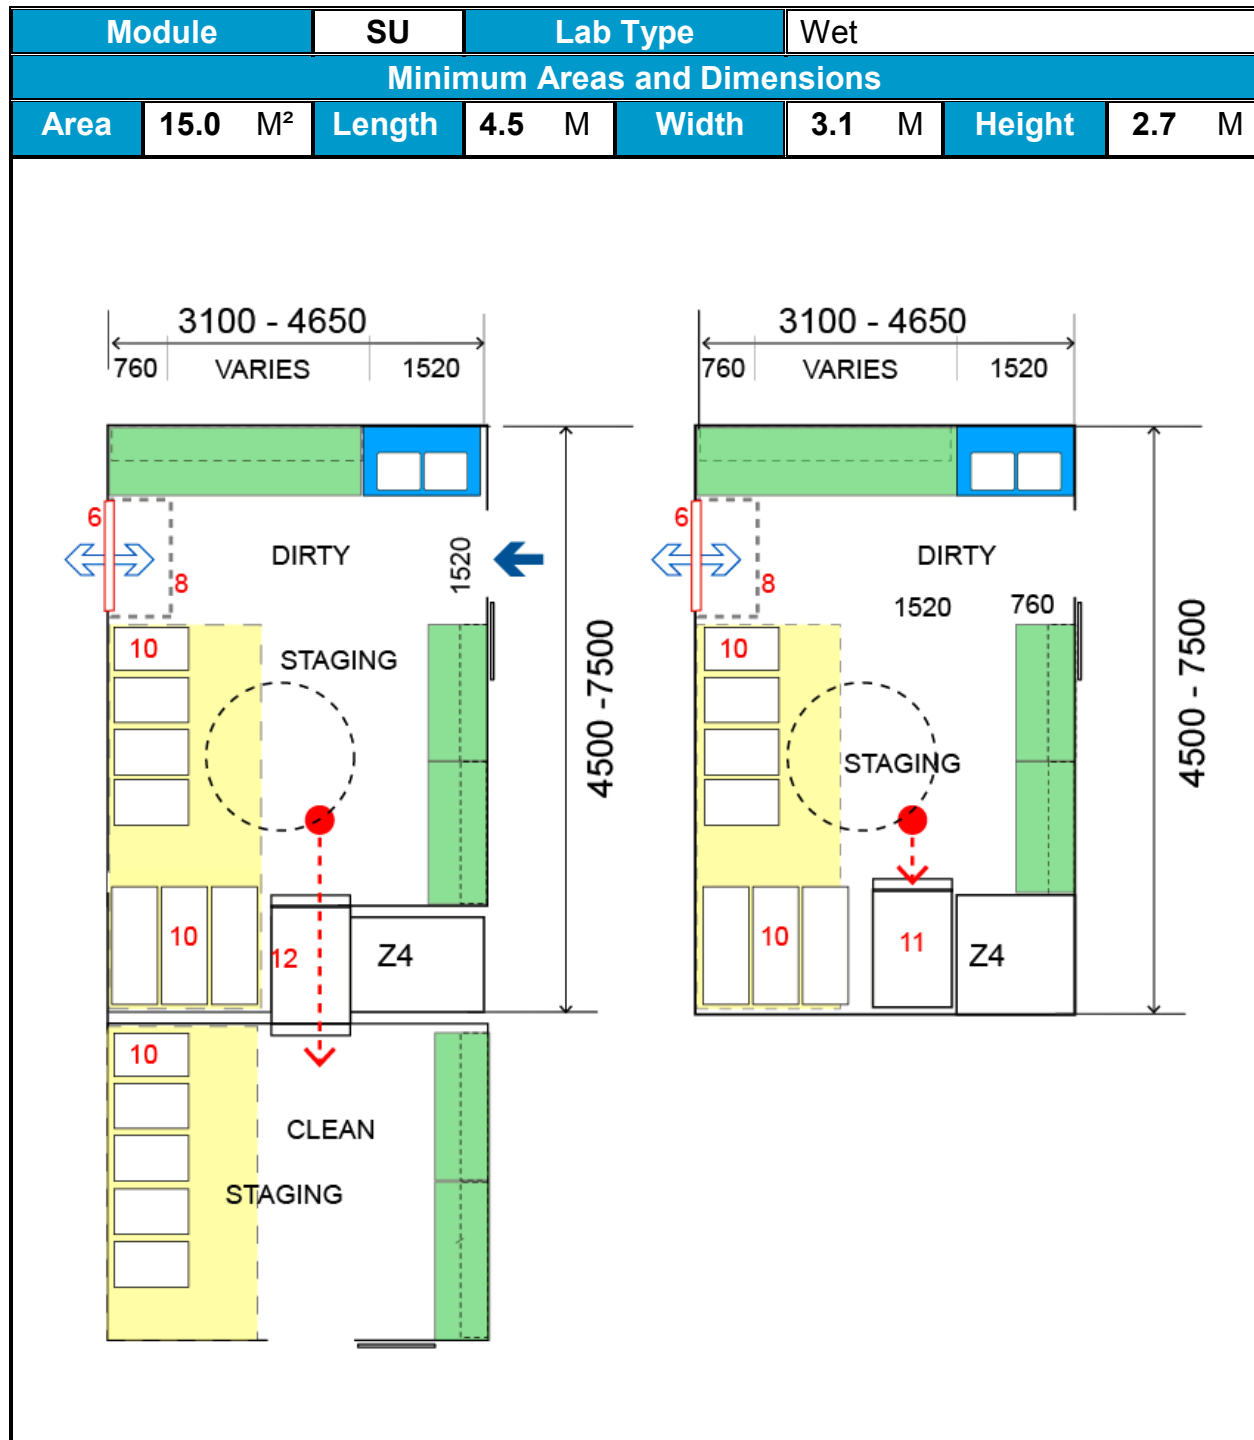 Module SU Lab Type Wet
Minimum Areas and Dimensions
Area 15.0 M² Length 4.5 M Width 3.1 M Height 2.7 M
3100 - 4650
760 VARIES 1520
6
DIRTY
1520
8
10
STAGING
4500 -7500
10
12
Z4
10
CLEAN
STAGING
3100 - 4650
760 VARIES 1520
6
DIRTY
8
1520 760
10
STAGING
4500 - 7500
10
11
Z4